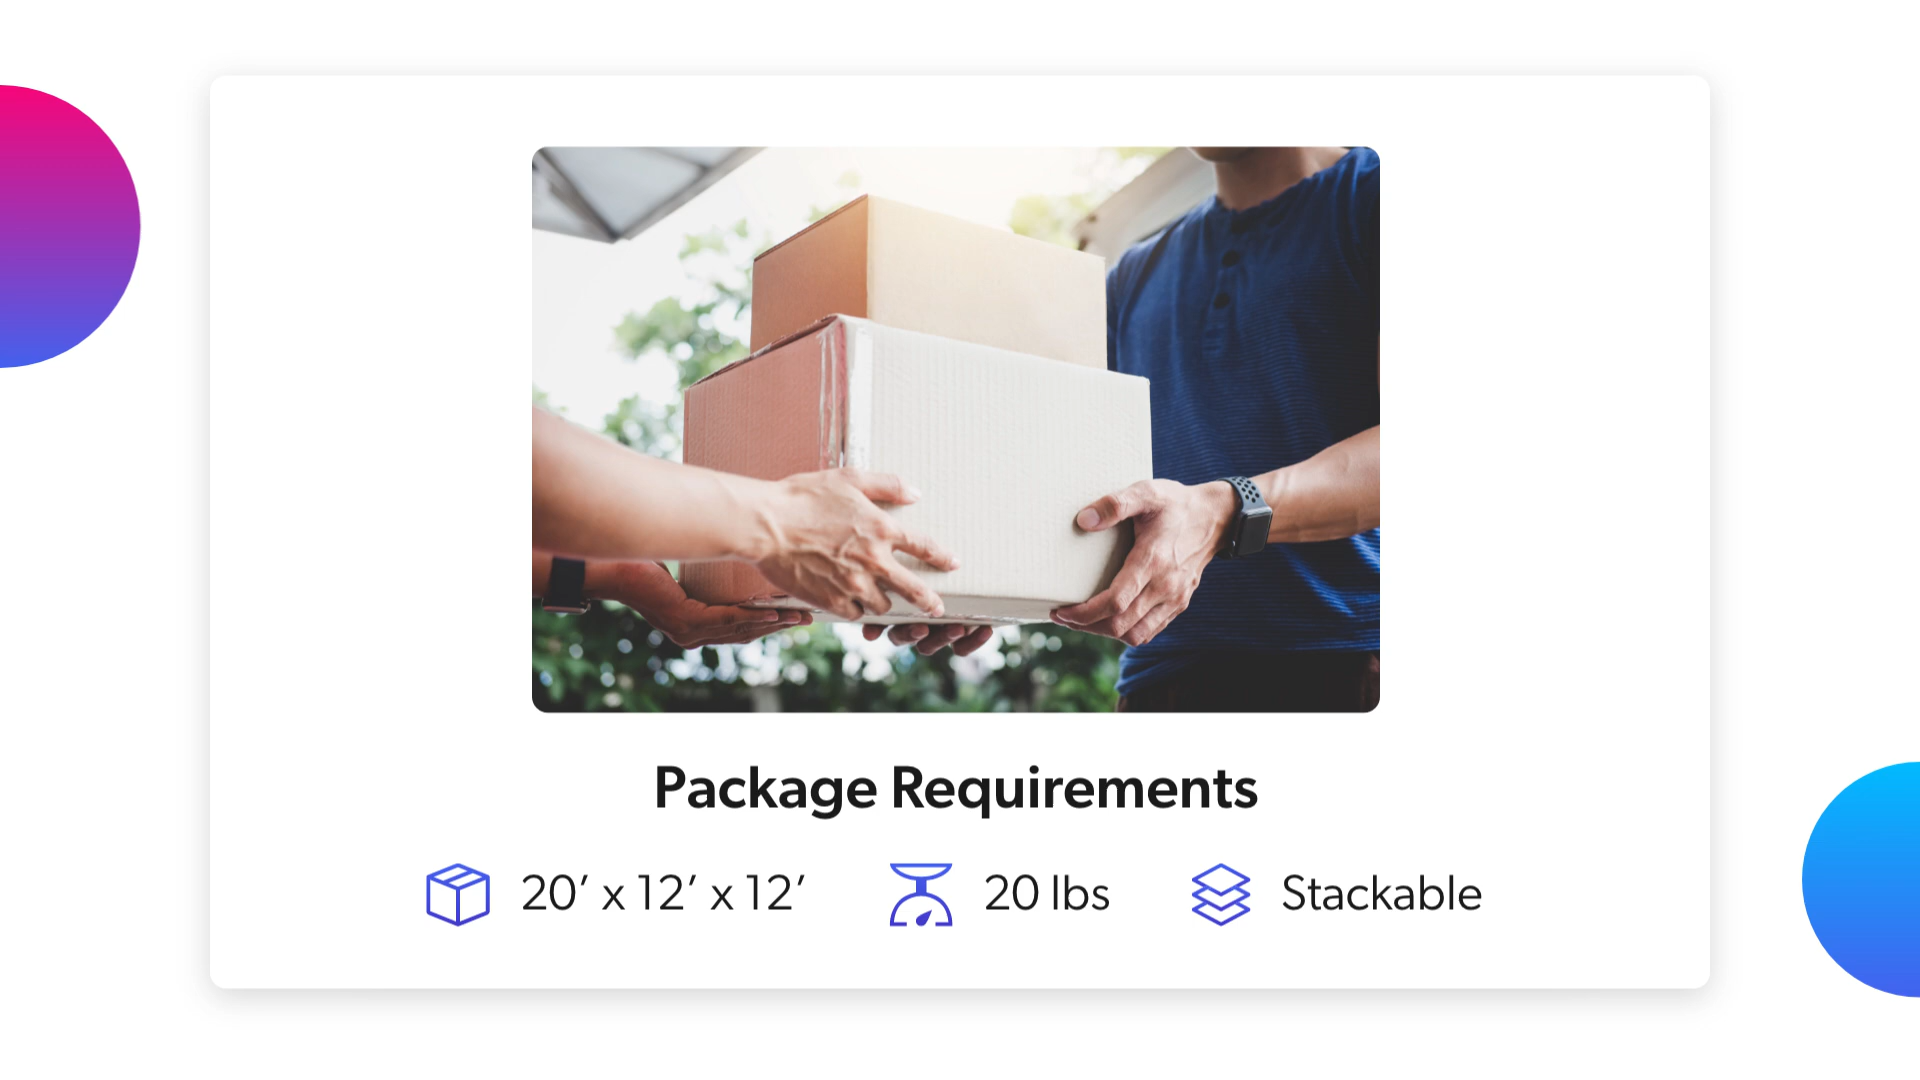 Package Requirements
20′ x 12′ x 12′
20 lbs
Stackable